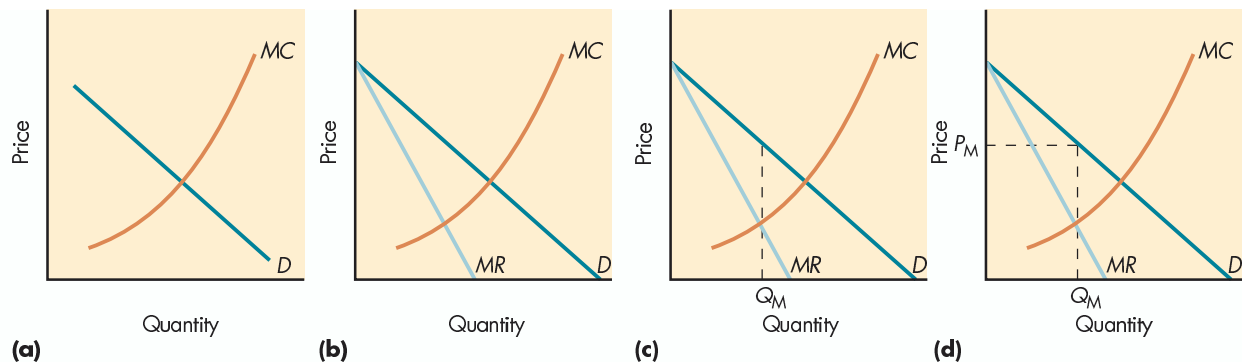 MC
Price
D
Quantity
(a)
MC
Price
MR
D
Quantity
(b)
MC
Price
MR
D
QM
Quantity
(c)
MC
Price
PM
MR
D
QM
Quantity
(d)